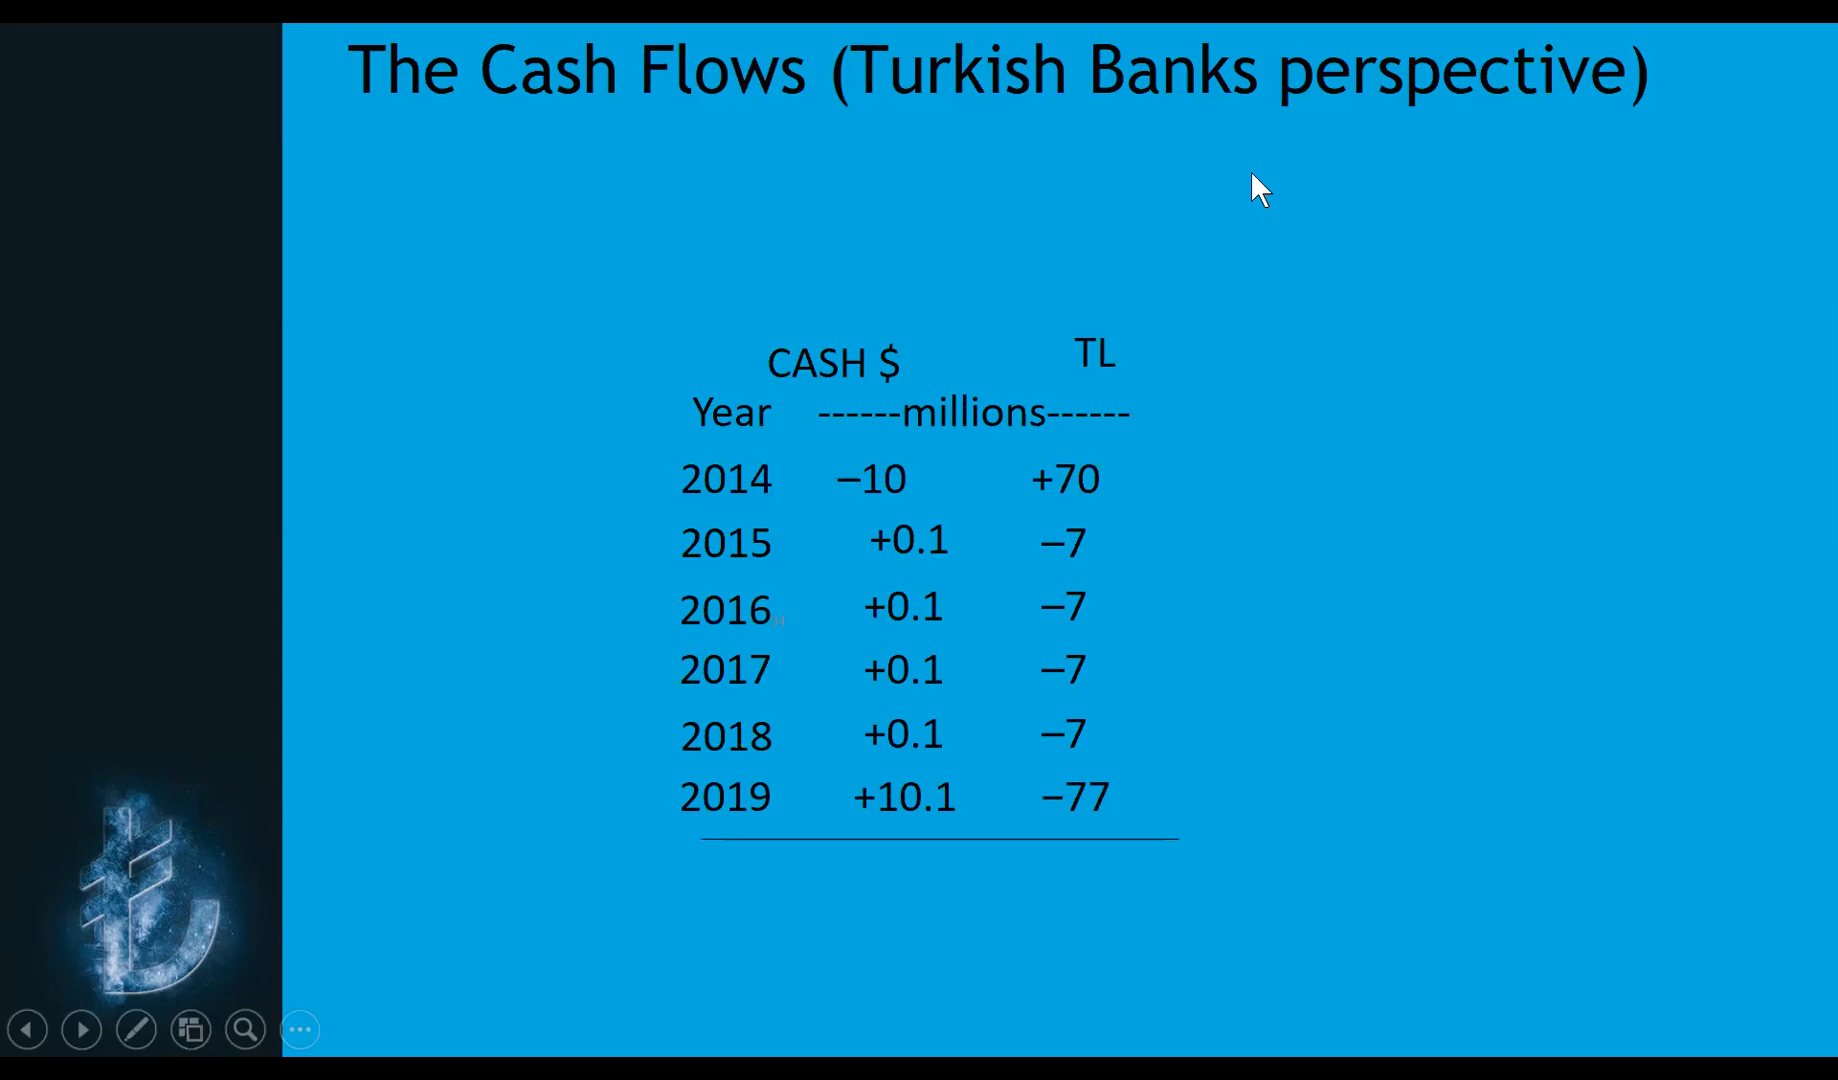 The Cash Flows (Turkish Banks perspective)
CASH $ TL
Year ------millions------
2014 –10 +70
2015 +0.1 –7
2016 +0.1 –7
2017 +0.1 –7
2018 +0.1 –7
2019 +10.1 –77